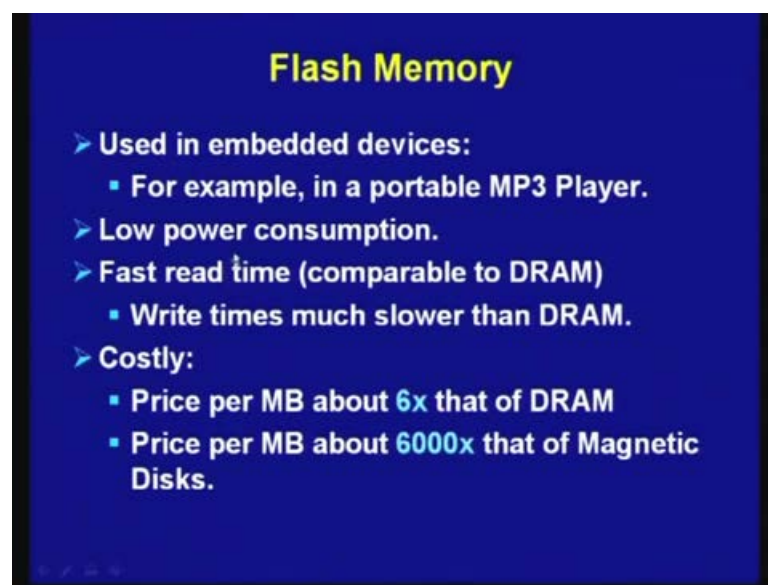 Flash Memory
Used in embedded devices:
For example, in a portable MP3 Player.
Low power consumption.
Fast read time (comparable to DRAM)
Write times much slower than DRAM.
Costly:
Price per MB about 6x that of DRAM
Price per MB about 6000x that of Magnetic
Disks.